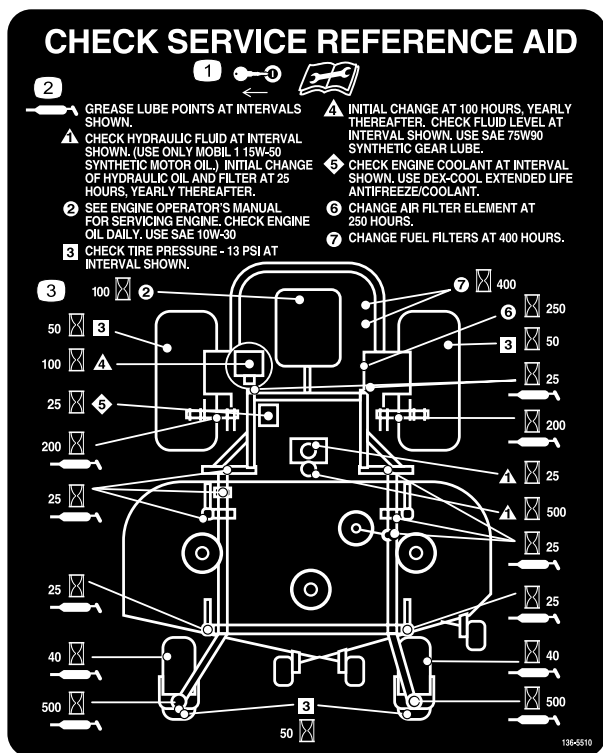 CHECK SERVICE REFERENCE AID
1
2
GREASE LUBE POINTS AT INTERVALS
SHOWN.
1 CHECK HYDRAULIC FLUID AT INTERVAL
SHOWN. (USE ONLY MOBIL 1 15W-50
SYNTHETIC MOTOR OIL.) INITIAL CHANGE
OF HYDRAULIC OIL AND FILTER AT 25
HOURS, YEARLY THEREAFTER.
2 SEE ENGINE OPERATOR'S MANUAL
FOR SERVICING ENGINE. CHECK ENGINE
OIL DAILY. USE SAE 10W-30
3 CHECK TIRE PRESSURE - 13 PSI AT
INTERVAL SHOWN.
4 INITIAL CHANGE AT 100 HOURS, YEARLY
THEREAFTER. CHECK FLUID LEVEL AT
INTERVAL SHOWN. USE SAE 75W90
SYNTHETIC GEAR LUBE.
5 CHECK ENGINE COOLANT AT INTERVAL
SHOWN. USE DEX-COOL EXTENDED LIFE
ANTIFREEZE/COOLANT.
6 CHANGE AIR FILTER ELEMENT AT
250 HOURS.
7 CHANGE FUEL FILTERS AT 400 HOURS.
3
100 2
7 400
50 3
6 250
100 4
3 50
25 5
25
200
200
25
1 25
1 500
25
25
25
40
40
500
500
3
50
136-5510